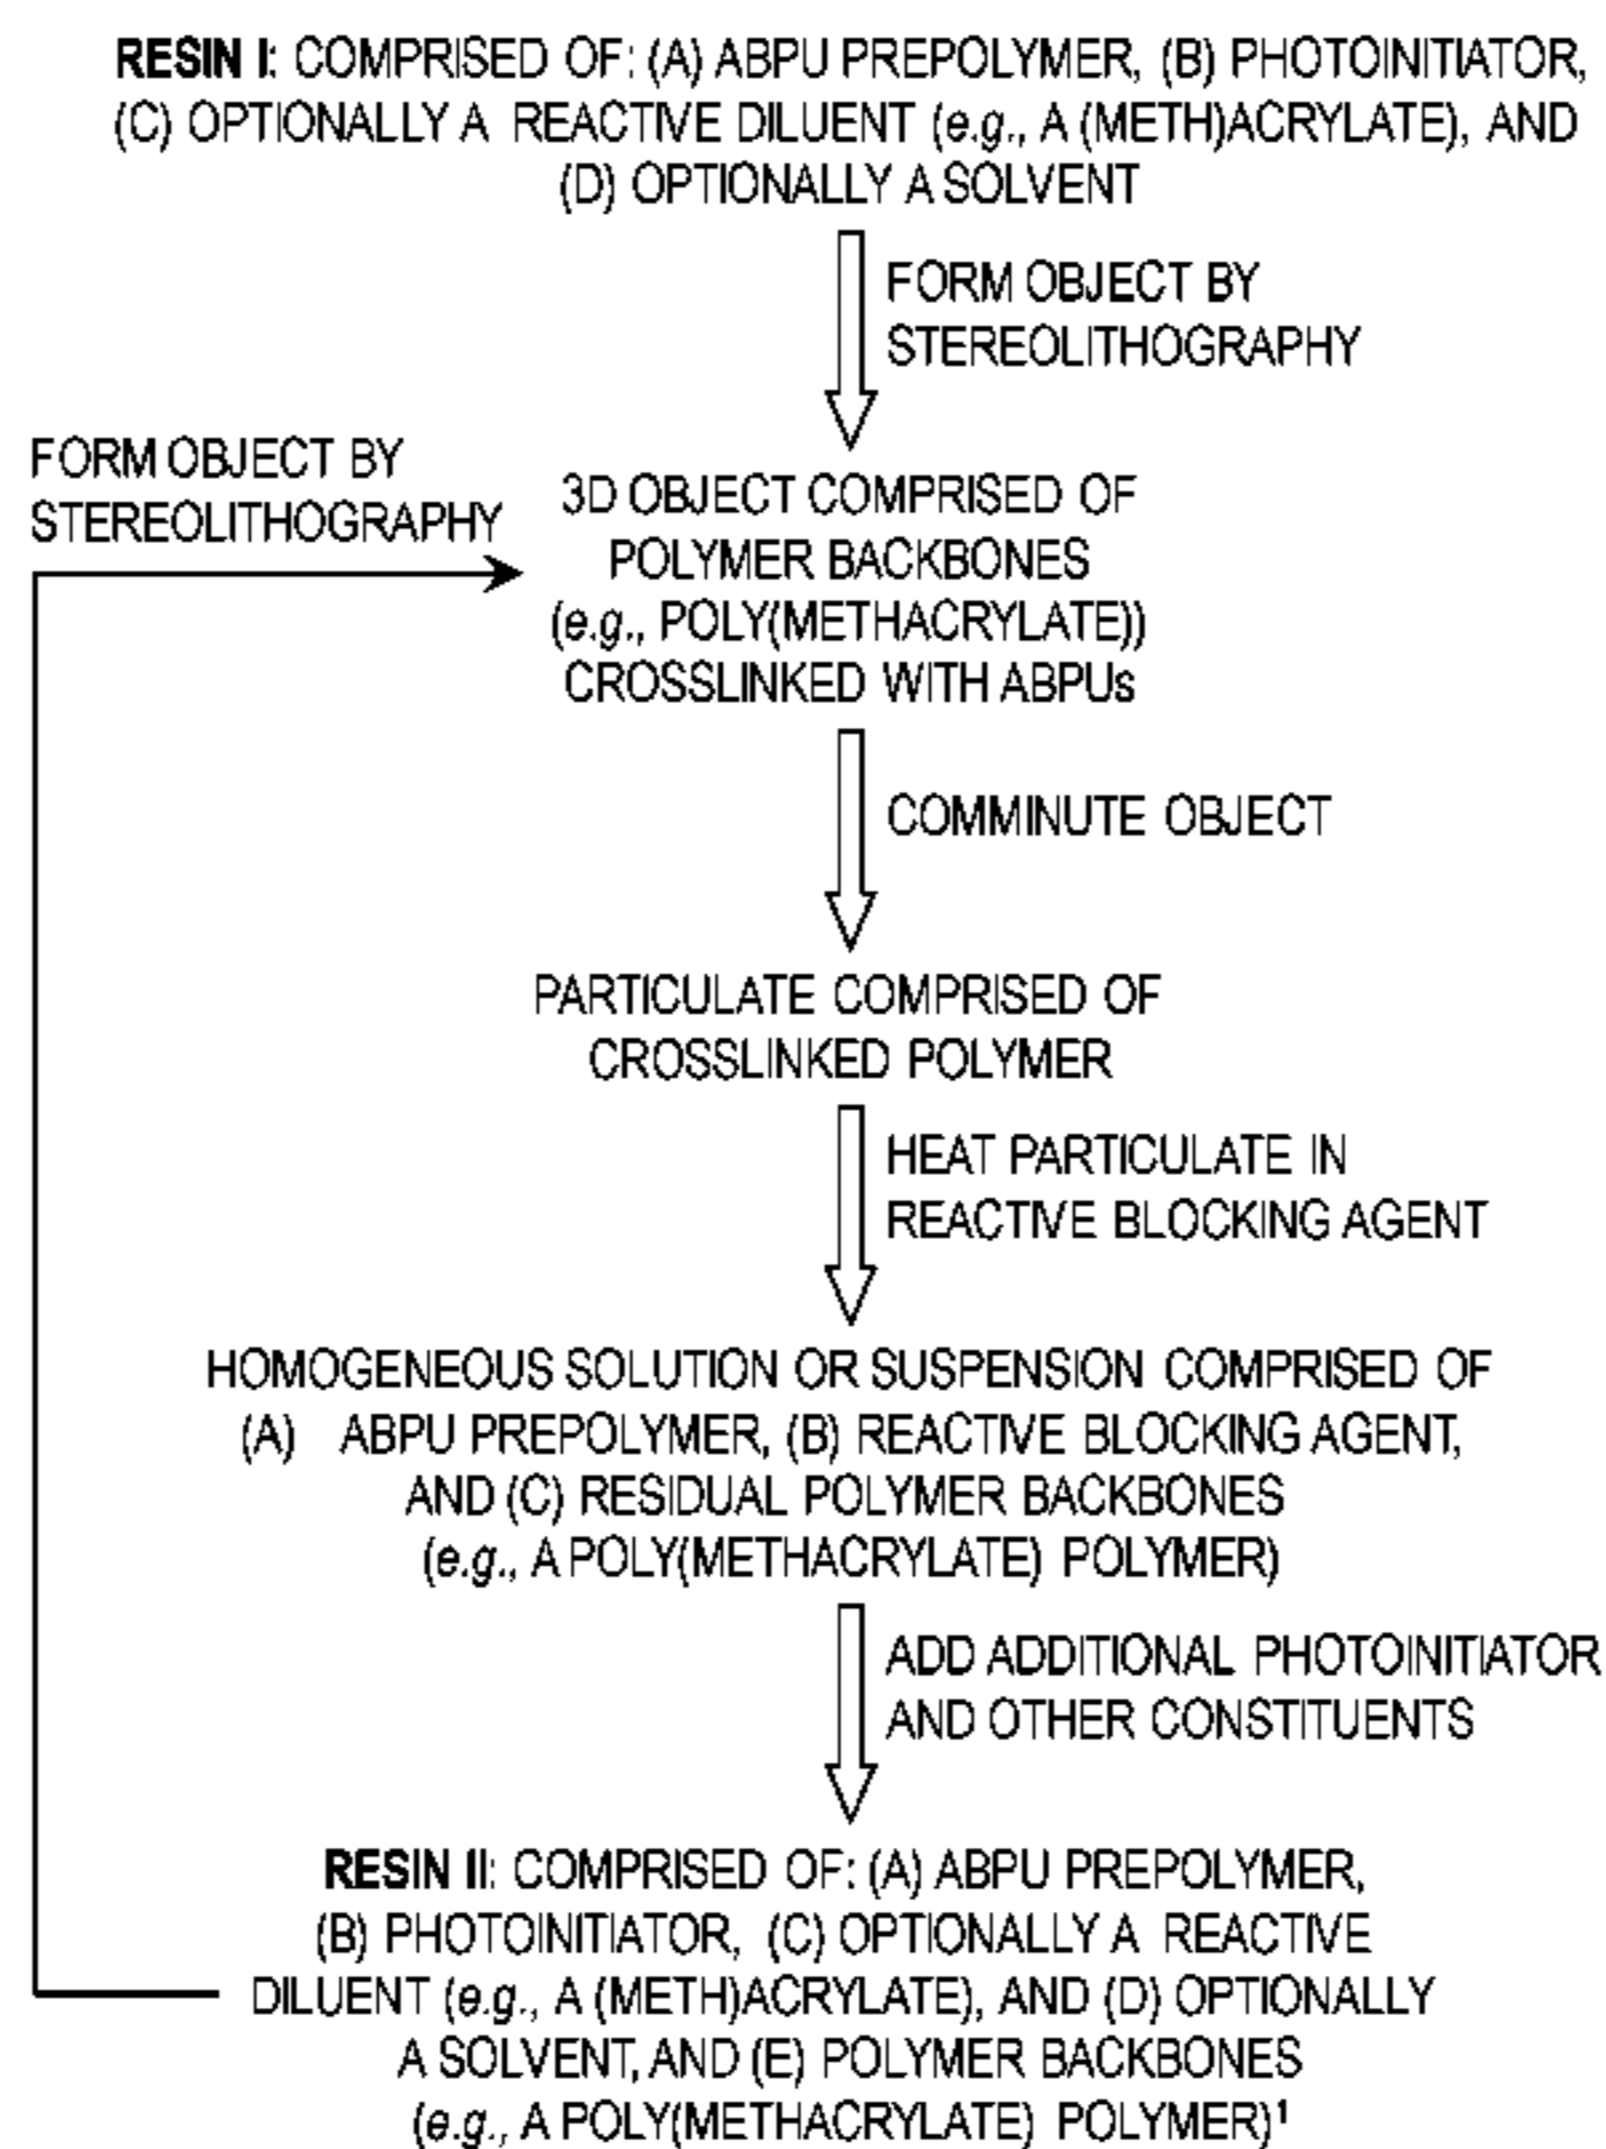 RESIN I: COMPRISED OF: (A) ABPU PREPOLYMER, (B) PHOTOINITIATOR,
(C) OPTIONALLY A REACTIVE DILUENT (e.g., A (METH)ACRYLATE), AND
(D) OPTIONALLY A SOLVENT
FORM OBJECT BY
STEREOLITHOGRAPHY
FORM OBJECT BY
STEREOLITHOGRAPHY
3D OBJECT COMPRISED OF
POLYMER BACKBONES
(e.g., POLY(METHACRYLATE))
CROSSLINKED WITH ABPUs
COMMINUTE OBJECT
PARTICULATE COMPRISED OF
CROSSLINKED POLYMER
HEAT PARTICULATE IN
REACTIVE BLOCKING AGENT
HOMOGENEOUS SOLUTION OR SUSPENSION COMPRISED OF
(A) ABPU PREPOLYMER, (B) REACTIVE BLOCKING AGENT,
AND (C) RESIDUAL POLYMER BACKBONES
(e.g., A POLY(METHACRYLATE) POLYMER)
ADD ADDITIONAL PHOTOINITIATOR
AND OTHER CONSTITUENTS
RESIN II: COMPRISED OF: (A) ABPU PREPOLYMER,
(B) PHOTOINITIATOR, (C) OPTIONALLY A REACTIVE
DILUENT (e.g., A (METH)ACRYLATE), AND (D) OPTIONALLY
A SOLVENT, AND (E) POLYMER BACKBONES
(e.g., A POLY(METHACRYLATE) POLYMER)¹